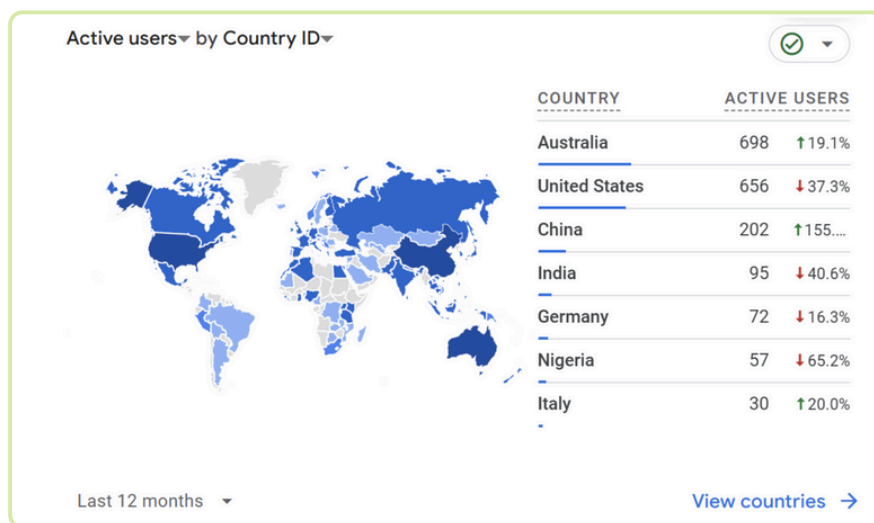 Active users by Country ID
COUNTRY ACTIVE USERS
Australia 698 ↑ 19.1%
United States 656 ↓ 37.3%
China 202 ↑ 155....
India 95 ↓ 40.6%
Germany 72 ↓ 16.3%
Nigeria 57 ↓ 65.2%
Italy 30 ↑ 20.0%
Last 12 months
View countries →